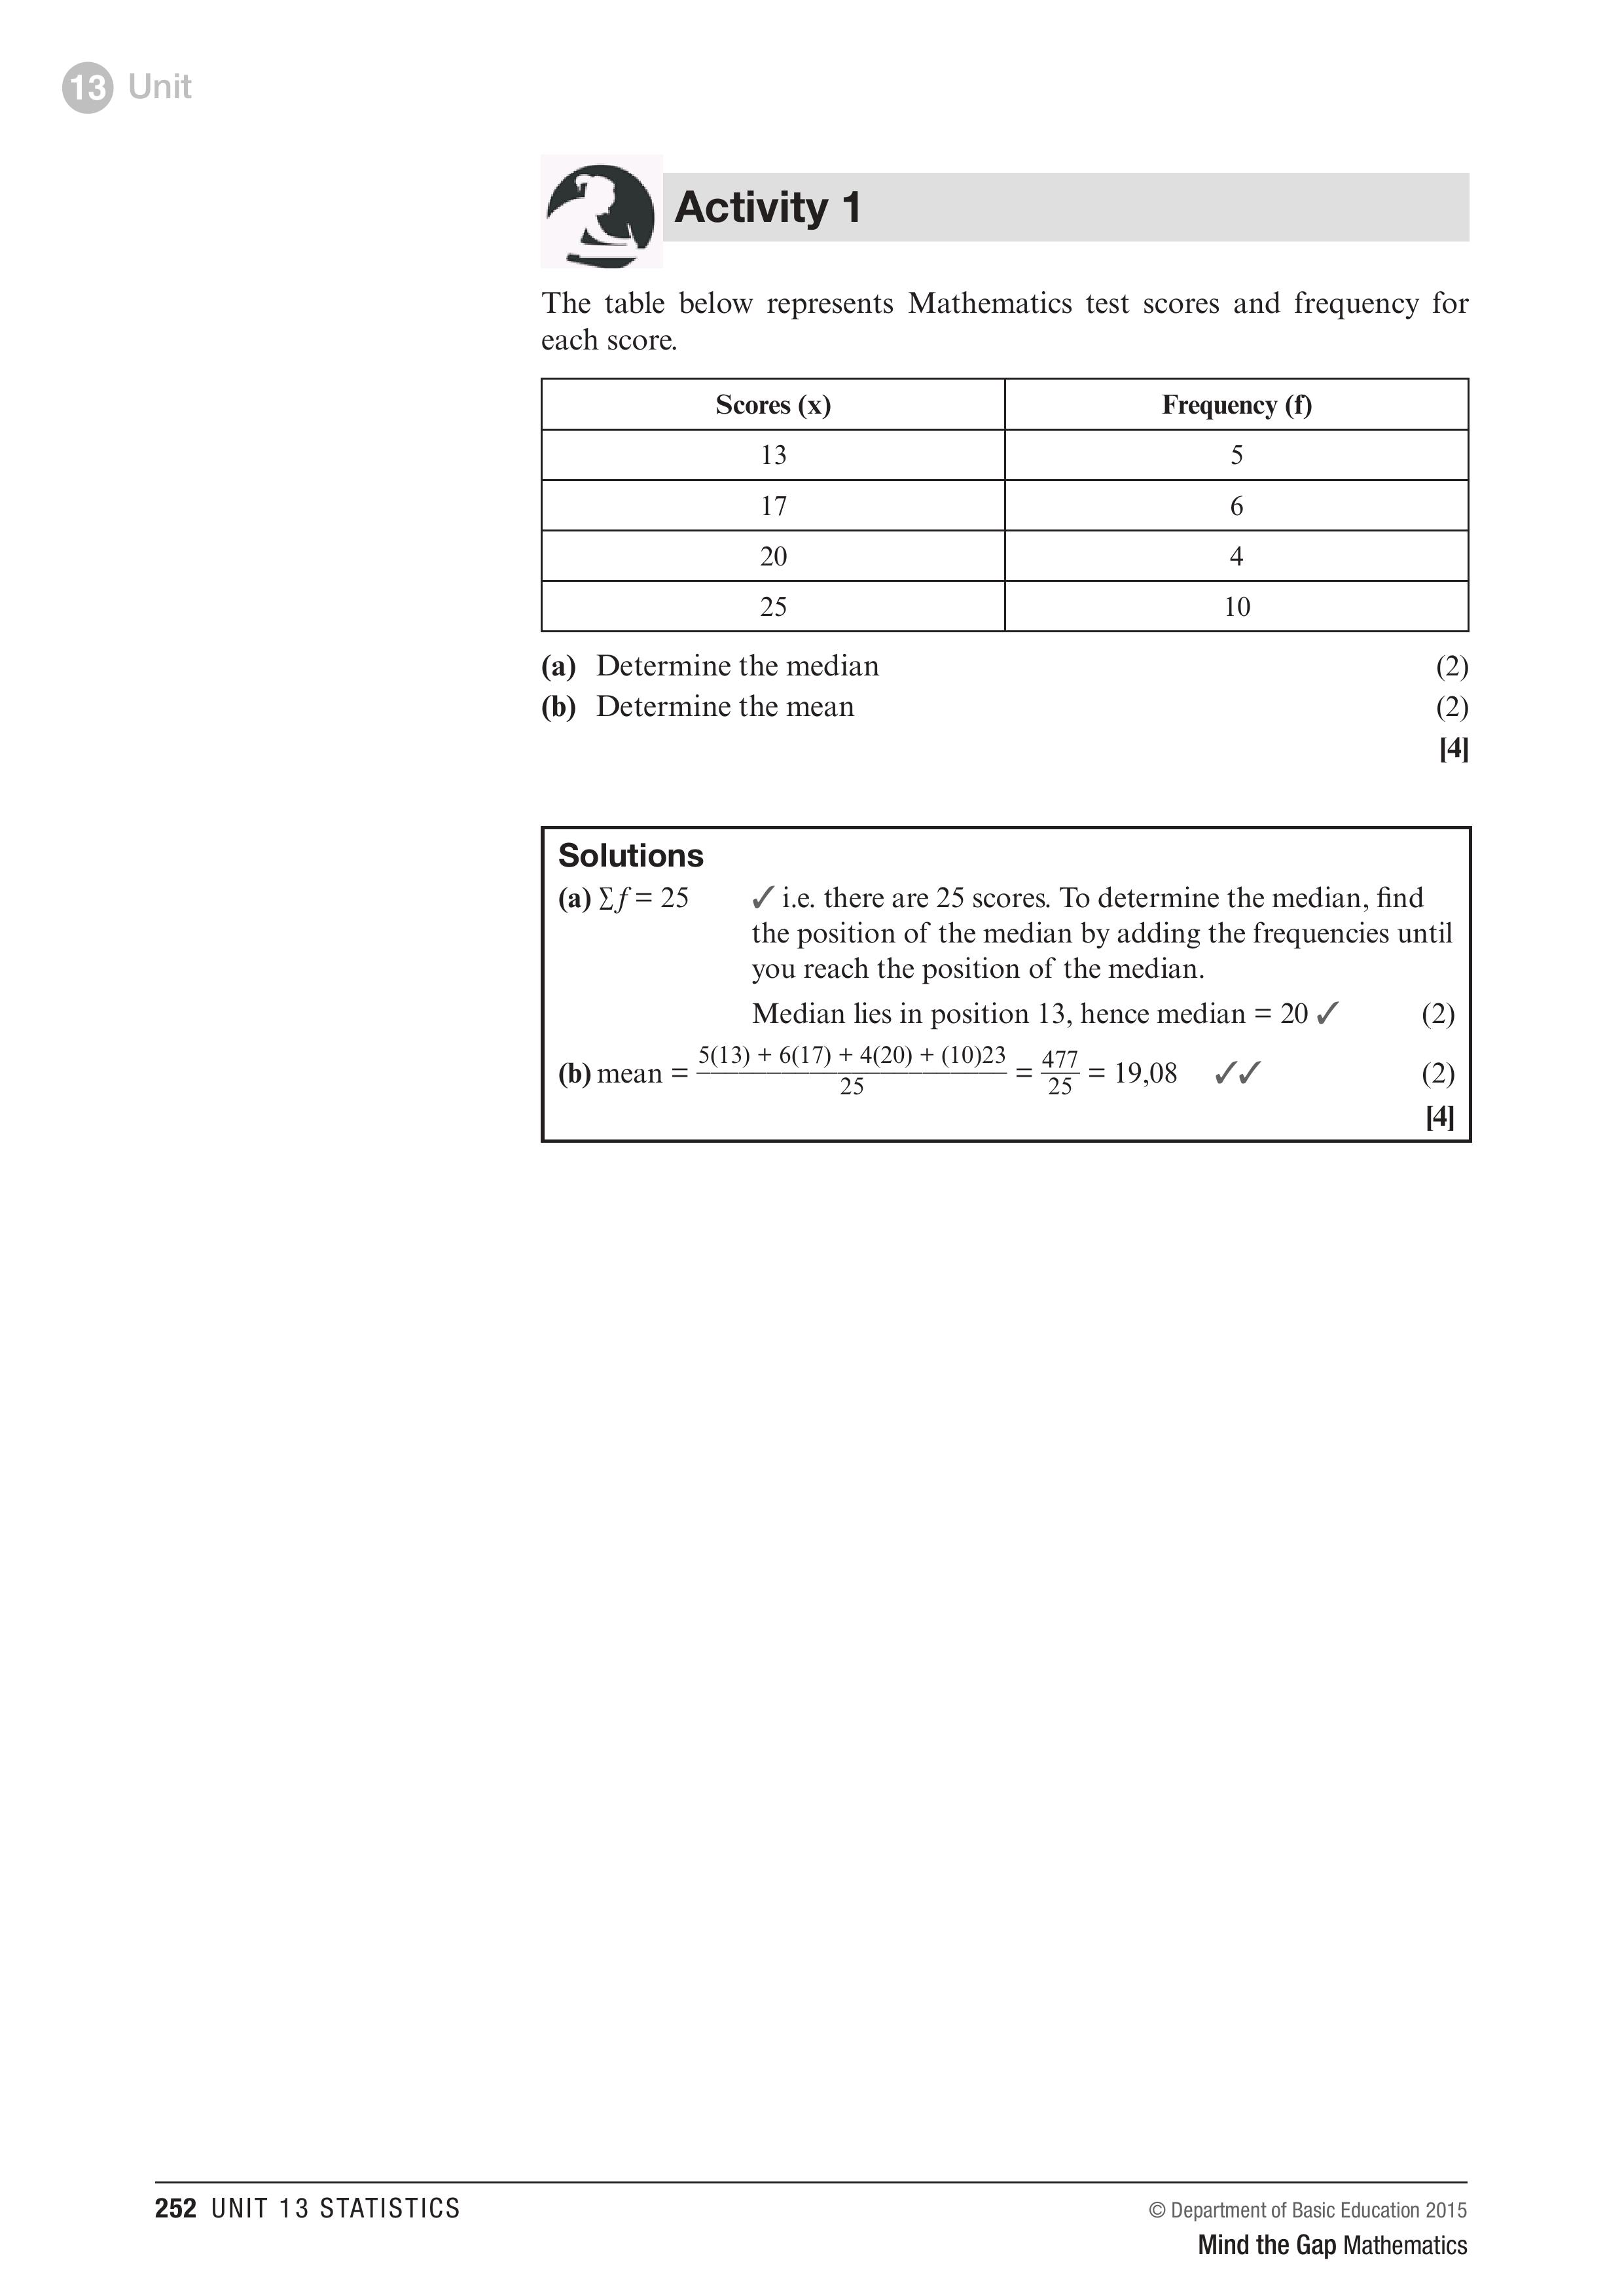 13 Unit
Activity 1
The table below represents Mathematics test scores and frequency for
each score.
Scores (x) Frequency (f)
13 5
17 6
20 4
25 10
(a) Determine the median (2)
(b) Determine the mean (2)
[4]
Solutions
(a) ∑f = 25 ✓ i.e. there are 25 scores. To determine the median, find
the position of the median by adding the frequencies until
you reach the position of the median.
Median lies in position 13, hence median = 20 ✓ (2)
(b) mean = 5(13) + 6(17) + 4(20) + (10)23 / 25 = 477 / 25 = 19,08 ✓✓ (2)
[4]
252 UNIT 13 STATISTICS
© Department of Basic Education 2015
Mind the Gap Mathematics